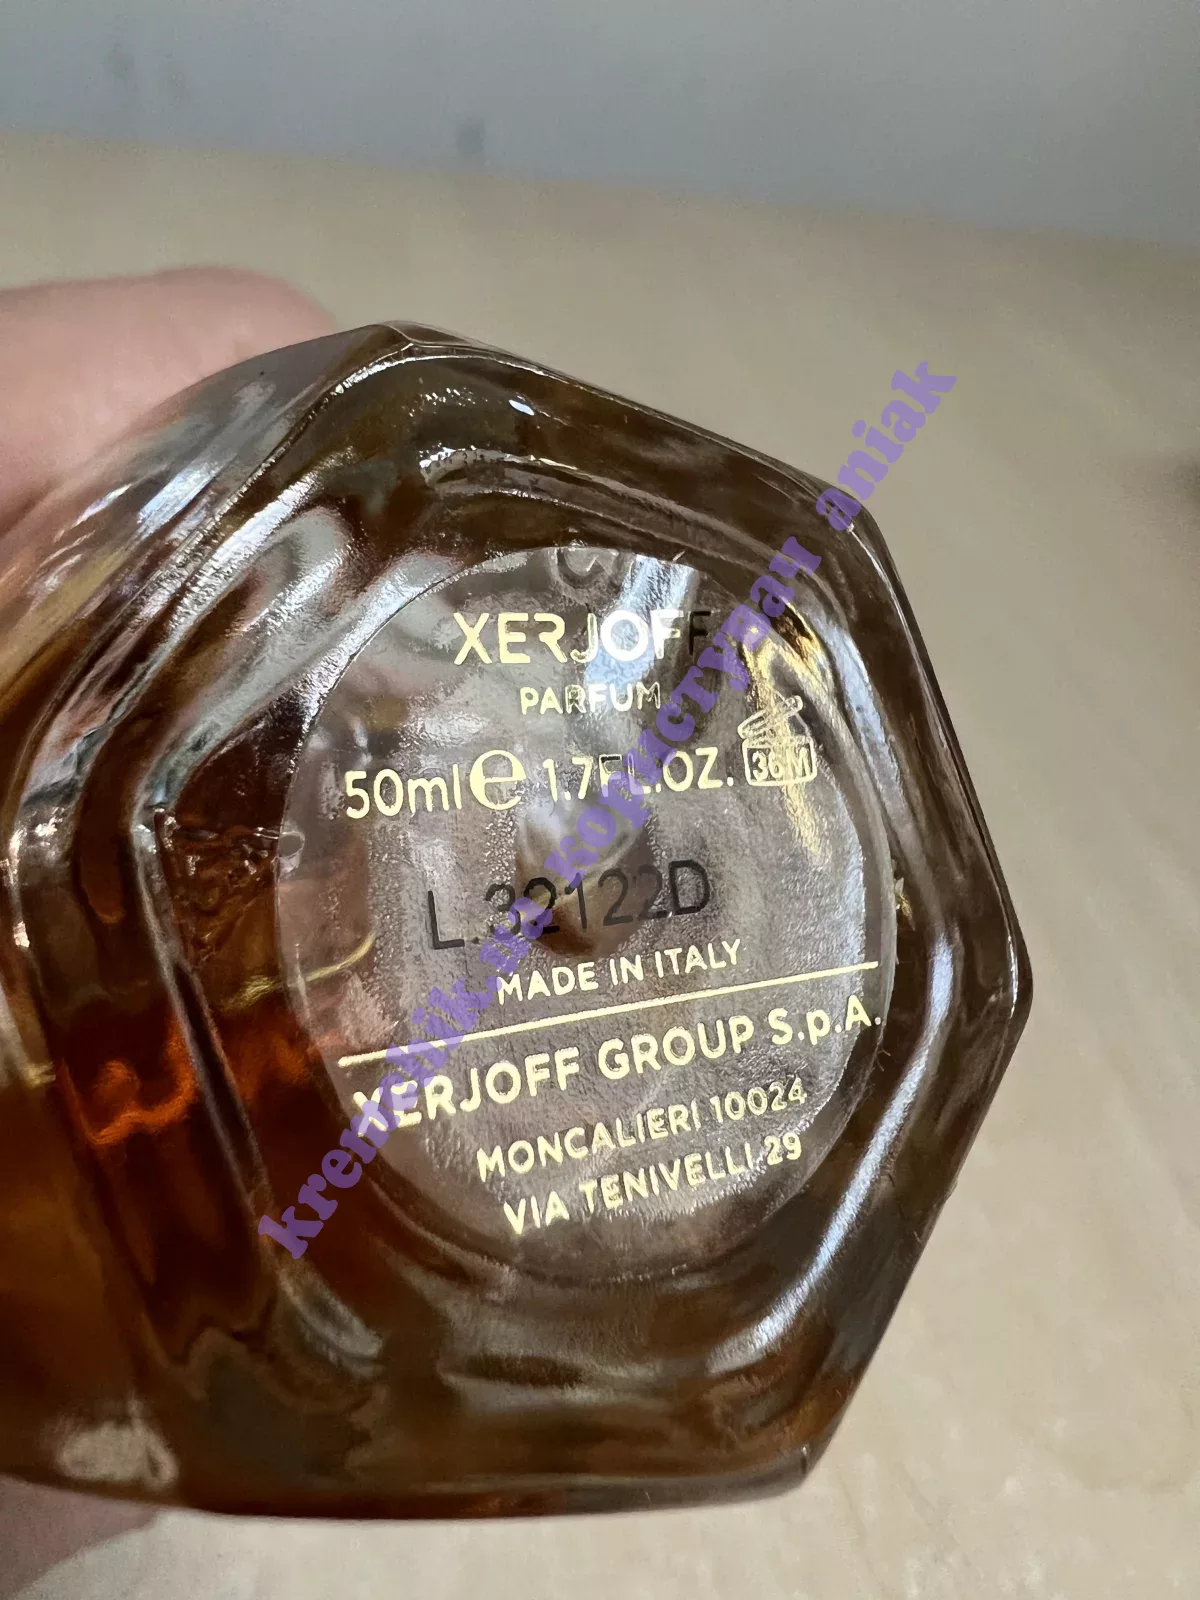 XERJOFF
PARFUM
50ml e 1.7FL.OZ. 36M
L.32122D
MADE IN ITALY
XERJOFF GROUP S.p.A.
MONCALIERI 10024
VIA TENIVELLI 29